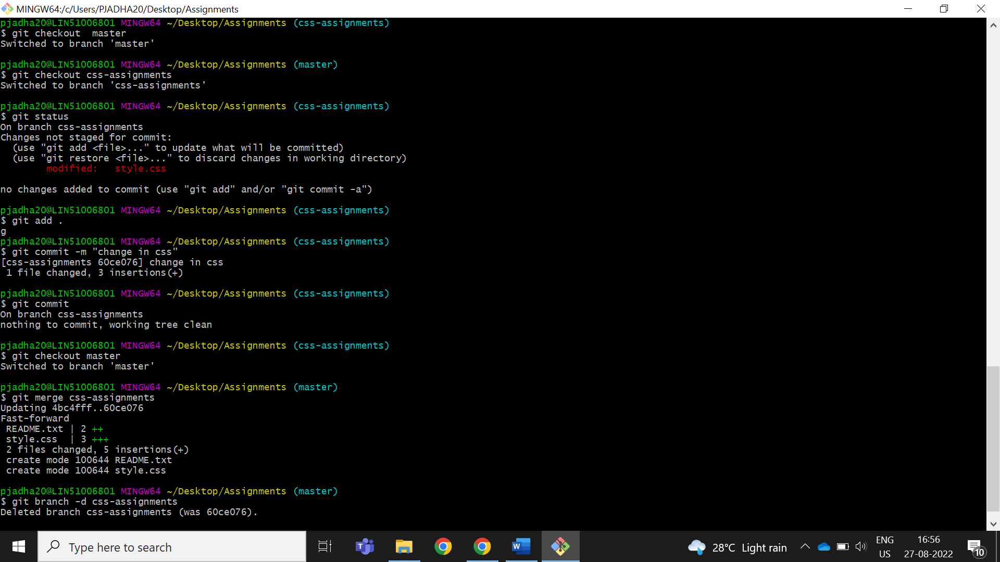 MINGW64:/c/Users/PJADHA20/Desktop/Assignments
pjadha20@LIN51006801 MINGW64 ~/Desktop/Assignments (css-assignments)
$ git checkout  master
Switched to branch 'master'
pjadha20@LIN51006801 MINGW64 ~/Desktop/Assignments (master)
$ git checkout css-assignments
Switched to branch 'css-assignments'
pjadha20@LIN51006801 MINGW64 ~/Desktop/Assignments (css-assignments)
$ git status
On branch css-assignments
Changes not staged for commit:
  (use "git add <file>..." to update what will be committed)
  (use "git restore <file>..." to discard changes in working directory)
        modified:   style.css
no changes added to commit (use "git add" and/or "git commit -a")
pjadha20@LIN51006801 MINGW64 ~/Desktop/Assignments (css-assignments)
$ git add .
g
pjadha20@LIN51006801 MINGW64 ~/Desktop/Assignments (css-assignments)
$ git commit -m "change in css"
[css-assignments 60ce076] change in css
 1 file changed, 3 insertions(+)
pjadha20@LIN51006801 MINGW64 ~/Desktop/Assignments (css-assignments)
$ git commit
On branch css-assignments
nothing to commit, working tree clean
pjadha20@LIN51006801 MINGW64 ~/Desktop/Assignments (css-assignments)
$ git checkout master
Switched to branch 'master'
pjadha20@LIN51006801 MINGW64 ~/Desktop/Assignments (master)
$ git merge css-assignments
Updating 4bc4fff..60ce076
Fast-forward
 README.txt | 2 ++
 style.css  | 3 +++
 2 files changed, 5 insertions(+)
 create mode 100644 README.txt
 create mode 100644 style.css
pjadha20@LIN51006801 MINGW64 ~/Desktop/Assignments (master)
$ git branch -d css-assignments
Deleted branch css-assignments (was 60ce076).
Type here to search
T
W
28°C Light rain
ENG
US
16:56
27-08-2022
10